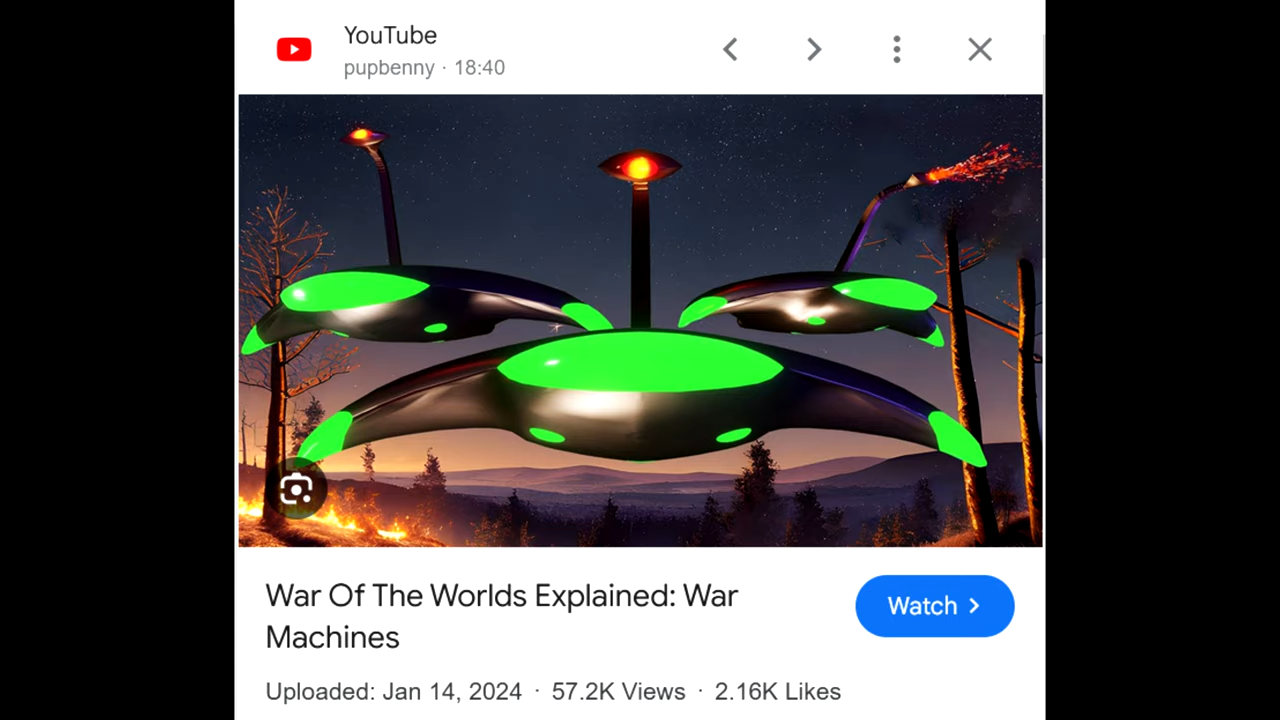 YouTube
pupbenny · 18:40
War Of The Worlds Explained: War
Machines
Watch
Uploaded: Jan 14, 2024 · 57.2K Views · 2.16K Likes